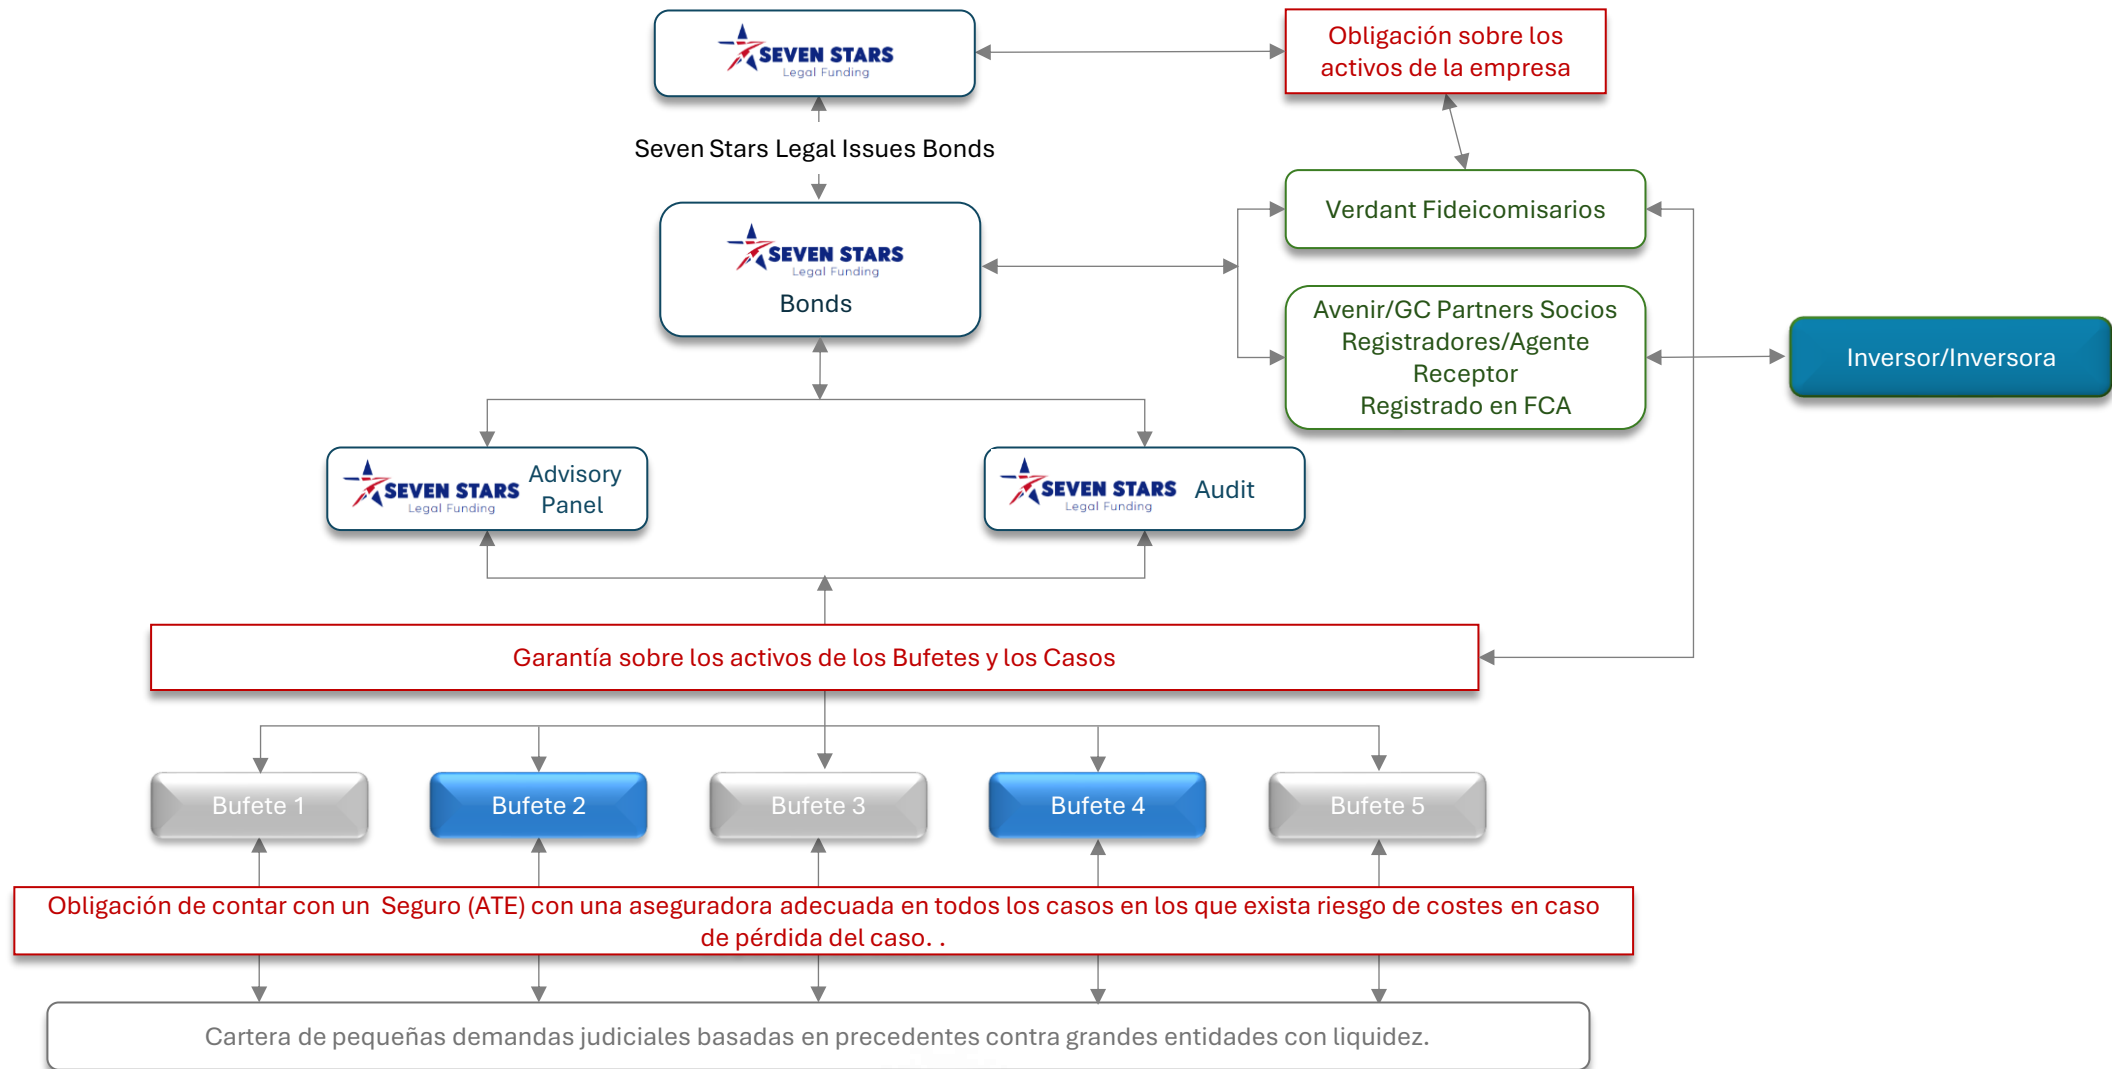 SEVEN STARS
Legal Funding
Obligación sobre los
activos de la empresa
Seven Stars Legal Issues Bonds
SEVEN STARS
Legal Funding
Bonds
Verdant Fideicomisarios
Avenir/GC Partners Socios
Registradores/Agente
Receptor
Registrado en FCA
Inversor/Inversora
SEVEN STARS
Legal Funding
Advisory
Panel
SEVEN STARS
Legal Funding
Audit
Garantía sobre los activos de los Bufetes y los Casos
Bufete 1
Bufete 2
Bufete 3
Bufete 4
Bufete 5
Obligación de contar con un  Seguro (ATE) con una aseguradora adecuada en todos los casos en los que exista riesgo de costes en caso
de pérdida del caso. .
Cartera de pequeñas demandas judiciales basadas en precedentes contra grandes entidades con liquidez.